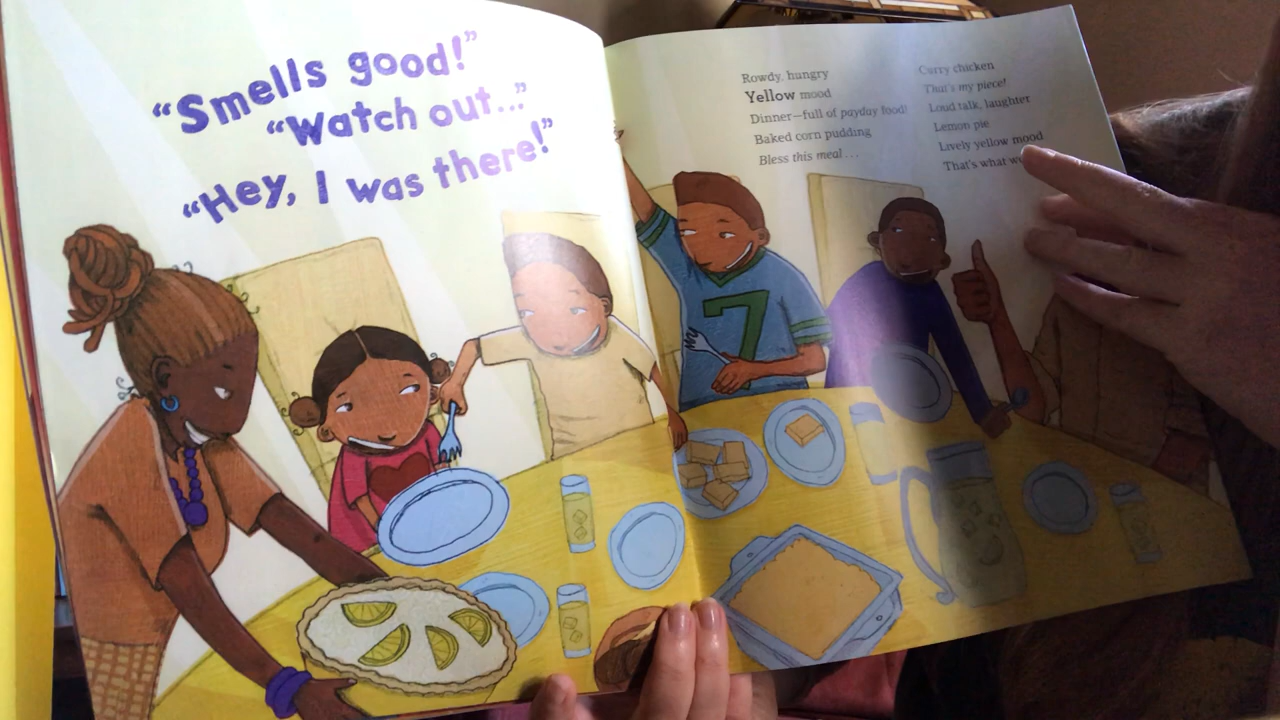 “Smells good!”
“Watch out...”
“Hey, I was there!”
Rowdy, hungry
Yellow mood
Dinner—full of payday food!
Baked corn pudding
Bless this meal . . .
Curry chicken
That's my piece!
Loud talk, laughter
Lemon pie
Lively yellow mood
That's what
7